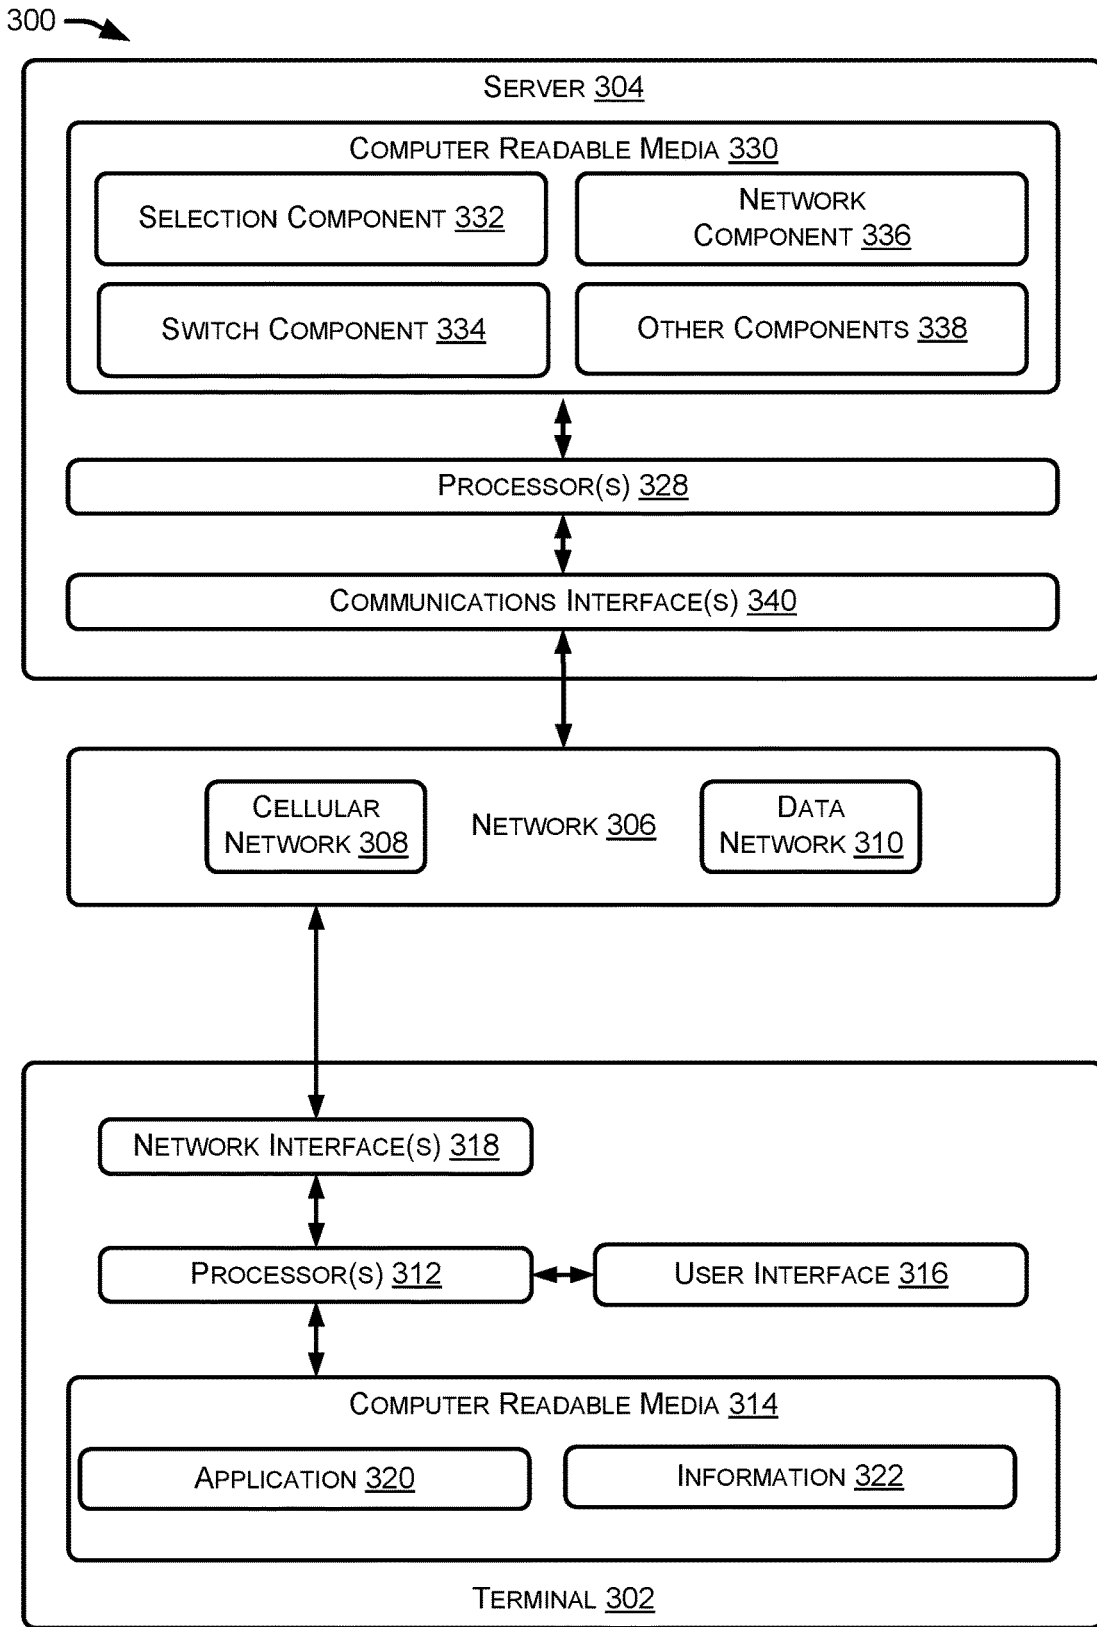 300
SERVER 304
COMPUTER READABLE MEDIA 330
SELECTION COMPONENT 332
NETWORK
COMPONENT 336
SWITCH COMPONENT 334
OTHER COMPONENTS 338
PROCESSOR(S) 328
COMMUNICATIONS INTERFACE(S) 340
CELLULAR
NETWORK 308
NETWORK 306
DATA
NETWORK 310
NETWORK INTERFACE(S) 318
PROCESSOR(S) 312
USER INTERFACE 316
COMPUTER READABLE MEDIA 314
APPLICATION 320
INFORMATION 322
TERMINAL 302